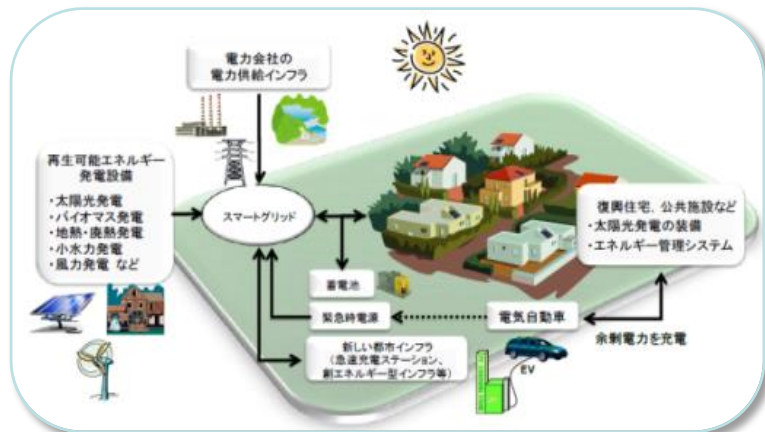 電力会社の
電力供給インフラ
再生可能エネルギー
発電設備
・太陽光発電
・バイオマス発電
・地熱・廃熱発電
・小水力発電
・風力発電 など
スマートグリッド
復興住宅、公共施設など
・太陽光発電の装備
・エネルギー管理システム
蓄電池
緊急時電源
電気自動車
余剰電力を充電
新しい都市インフラ
(急速充電ステーション、
創エネルギー型インフラ等)
EV